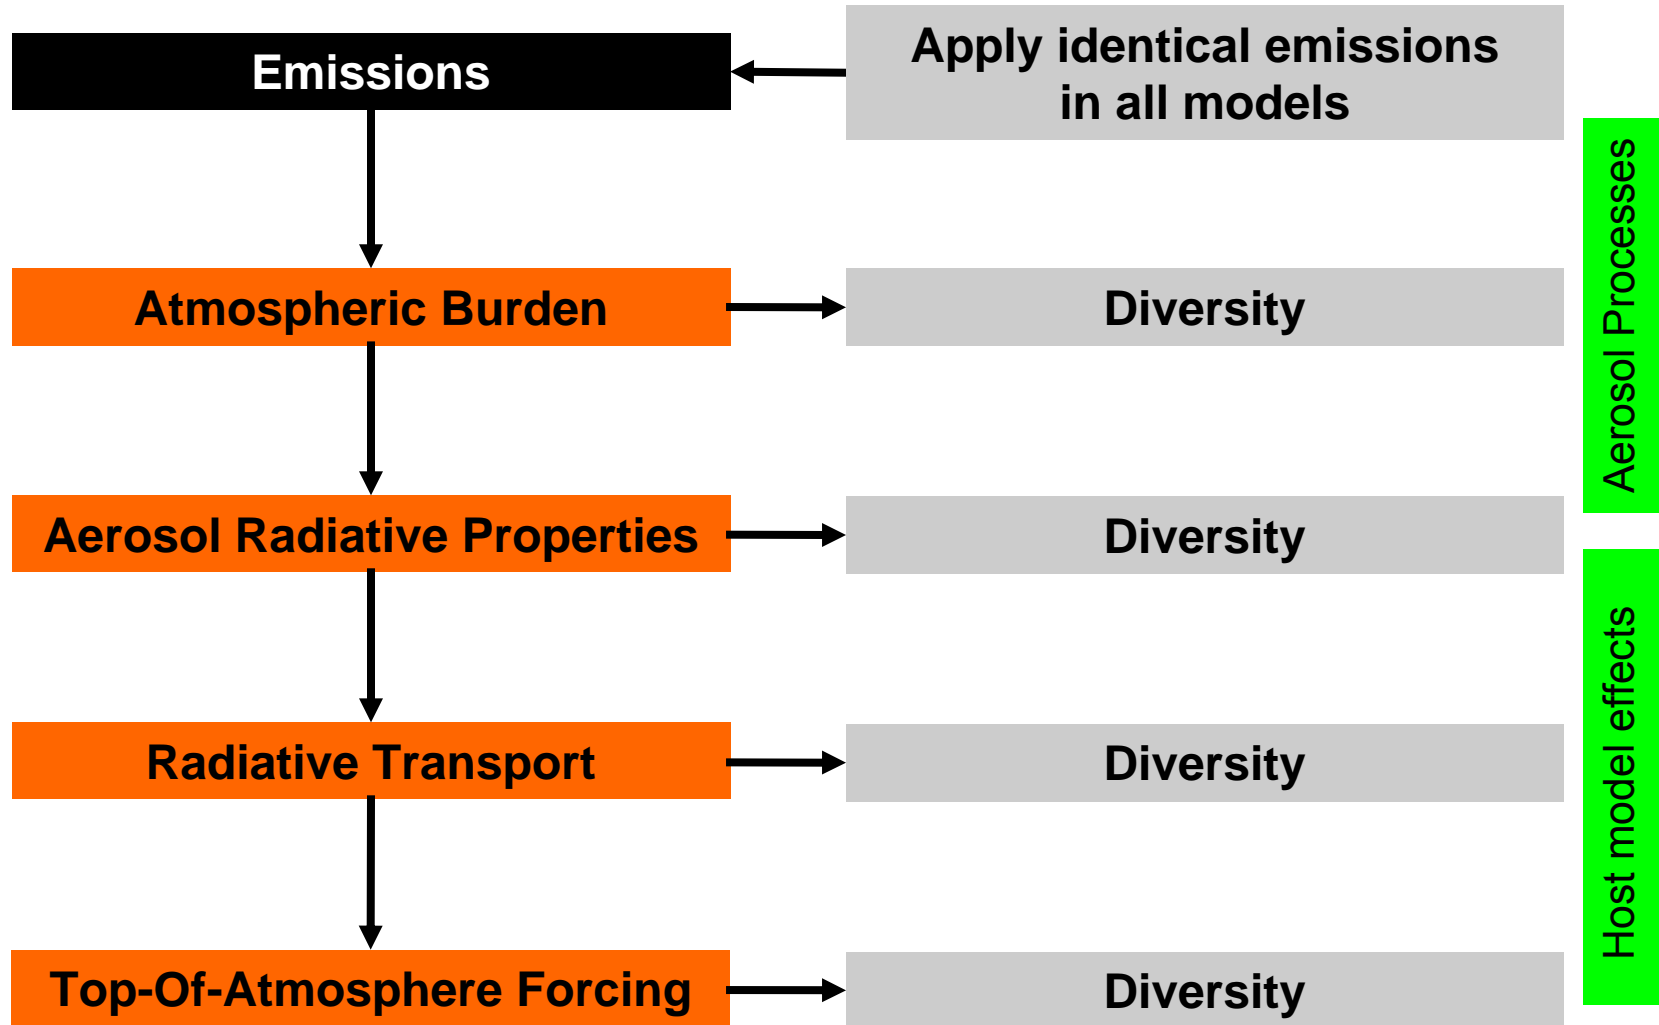 Emissions
Apply identical emissions
in all models
Atmospheric Burden
Diversity
Aerosol Radiative Properties
Diversity
Radiative Transport
Diversity
Top-Of-Atmosphere Forcing
Diversity
Aerosol Processes
Host model effects